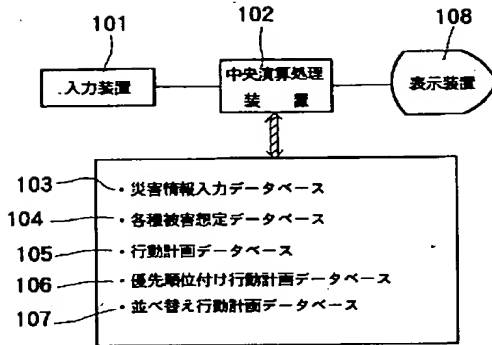 101
102
108
入力装置
中央演算処理
装 置
表示装置
103 ・災害情報入力データベース
104 ・各種被害想定データベース
105 ・行動計画データベース
106 ・優先順位付け行動計画データベース
107 ・並べ替え行動計画データベース